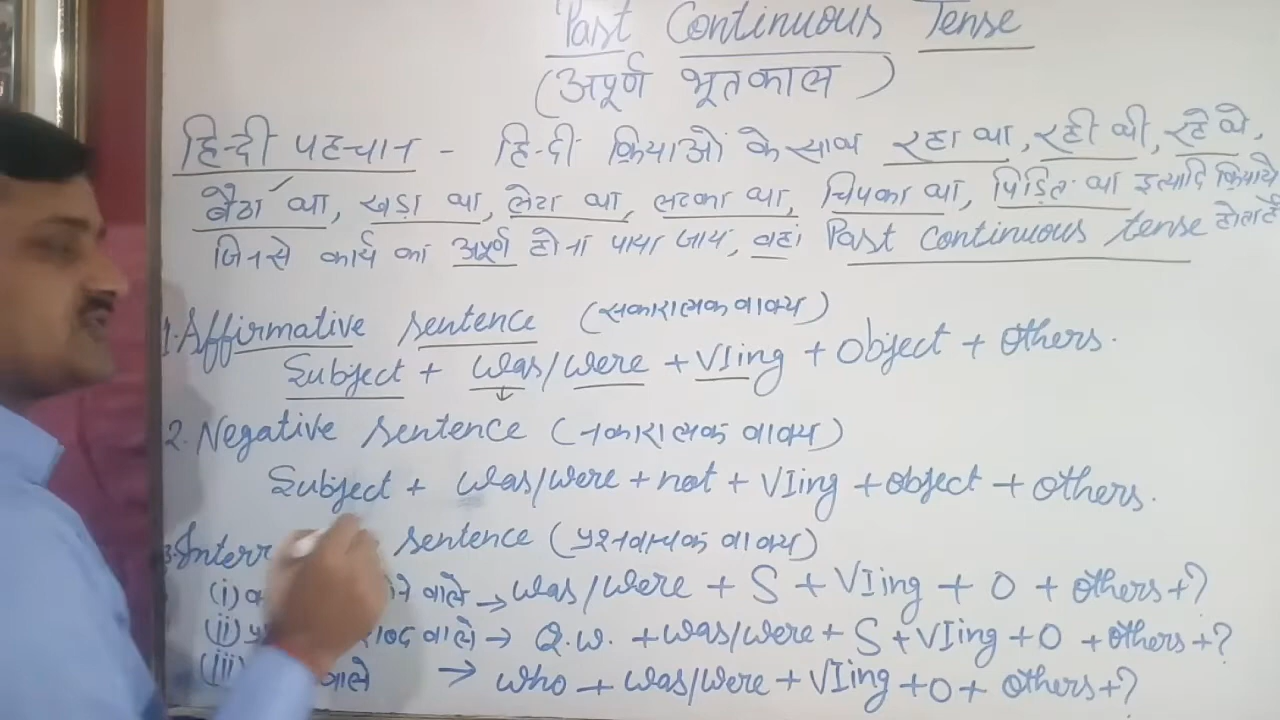 Past Continuous Tense
(अपूर्ण भूतकाल)
हिन्दी पहचान - हिन्दी क्रियाओं के साथ रहा था, रही थी, रहे थे,
बैठा था, खड़ा था, लेटा था, लटका था, चिपका था, पिड़ित था इत्यादि क्रियाये
जिनसे कार्य का अपूर्ण होना पाया जाय, वहां Past Continuous tense होता है
1. Affirmative sentence (सकारात्मक वाक्य)
Subject + was/were + VIing + Object + Others.
2. Negative sentence (नकारात्मक वाक्य)
Subject + was/were + not + VIing + object + others.
3. Interr sentence (प्रश्नवाचक वाक्य)
(i) वाले → was/were + S + VIing + O + others + ?
(ii) वाले → Q.W. + was/were + S + VIing + O + others + ?
(iii) वाले → who + was/were + VIing + O + others + ?